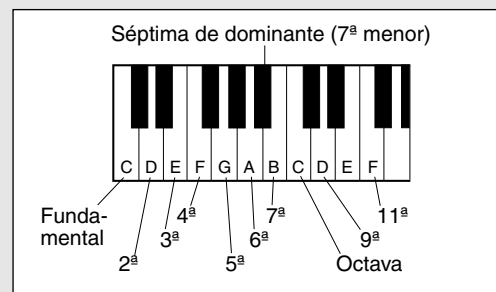 Séptima de dominante (7ª menor)
C D E F G A B C D E F
Funda-
mental
2ª
3ª
4ª
5ª
6ª
7ª
Octava
9ª
11ª